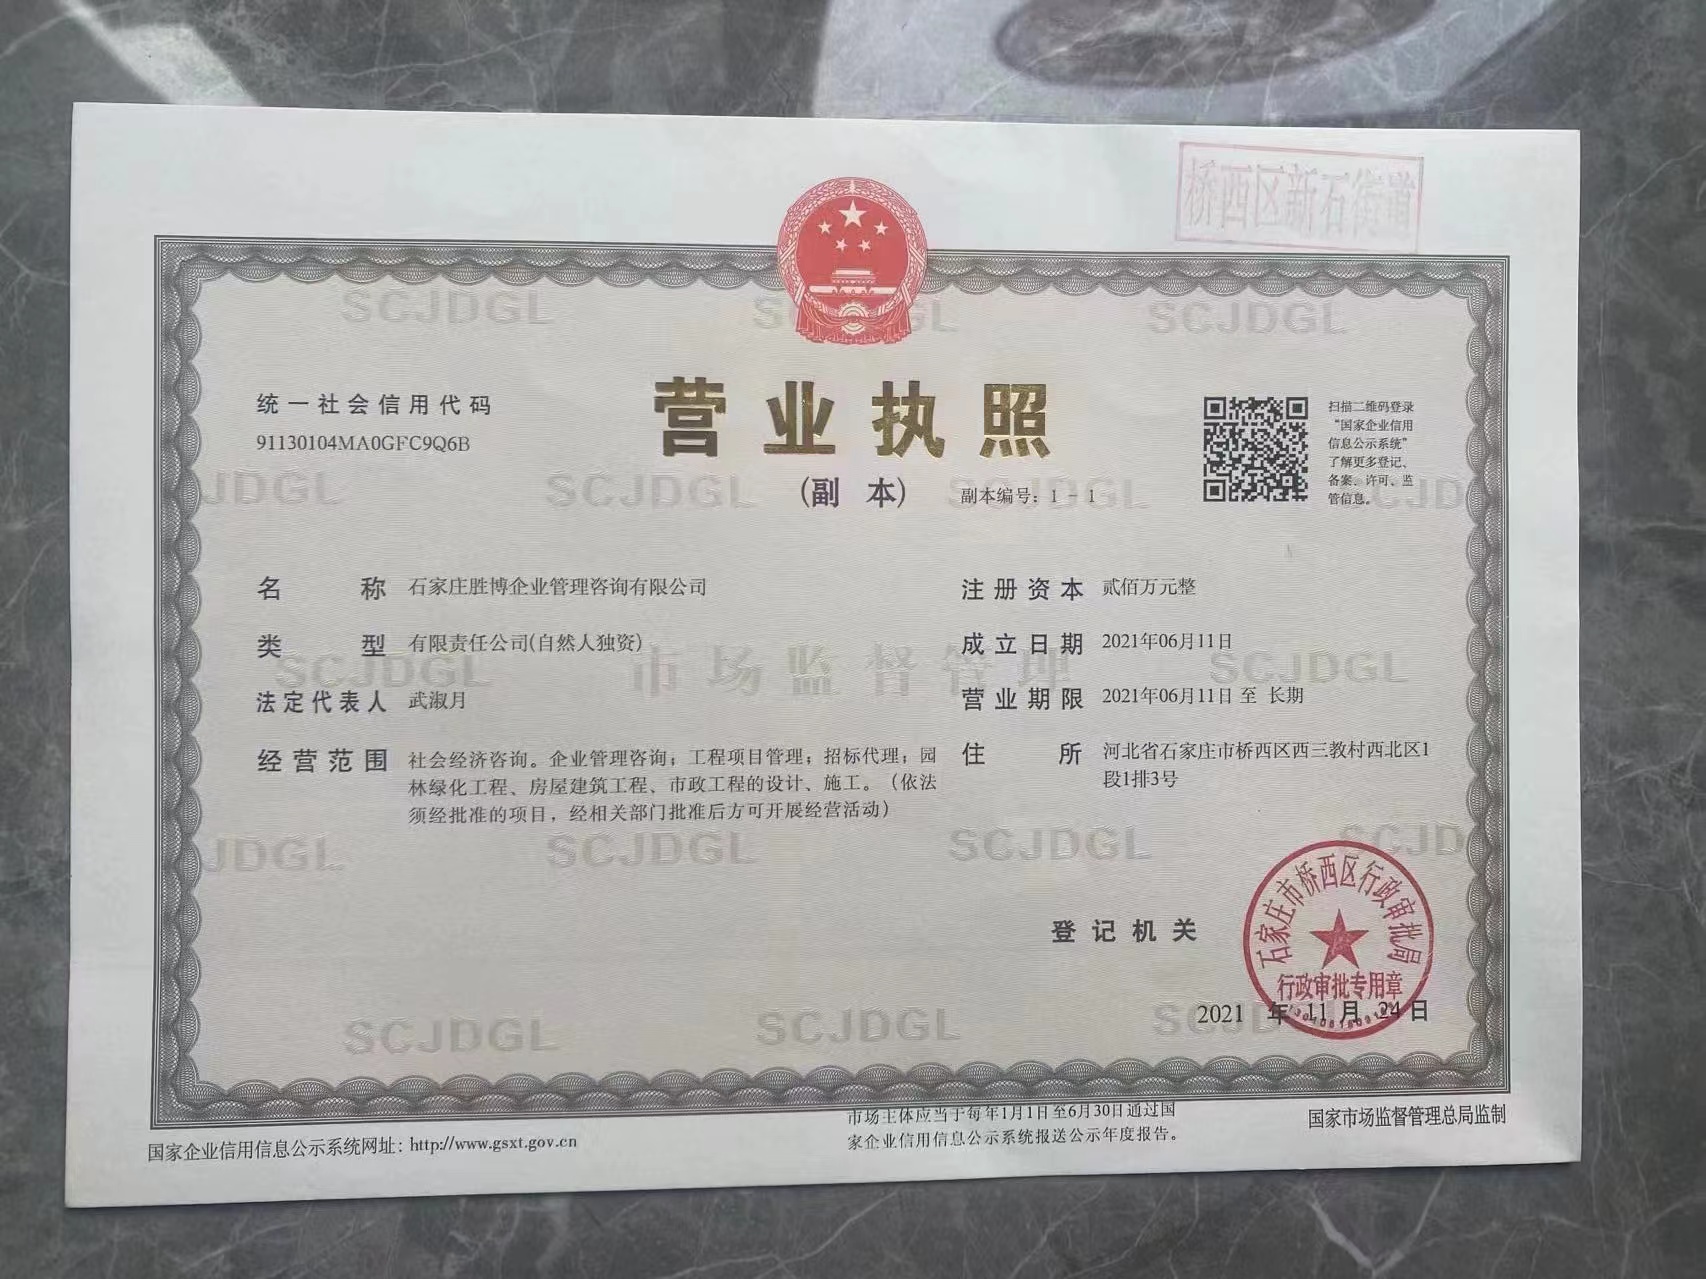 桥西区新石街道
统一社会信用代码
91130104MA0GFC9Q6B
营业执照
(副 本) 副本编号：1 - 1
扫描二维码登录
“国家企业信用
信息公示系统”
了解更多登记、
备案、许可、监
管信息。
名 称 石家庄胜博企业管理咨询有限公司
类 型 有限责任公司(自然人独资)
法定代表人 武淑月
经营范围 社会经济咨询。企业管理咨询；工程项目管理；招标代理；园
林绿化工程、房屋建筑工程、市政工程的设计、施工。（依法
须经批准的项目，经相关部门批准后方可开展经营活动）
注册资本 贰佰万元整
成立日期 2021年06月11日
营业期限 2021年06月11日 至 长期
住 所 河北省石家庄市桥西区西三教村西北区1
段1排3号
SCJDGL
市场监督管理
登记机关
石家庄市桥西区行政审批局
行政审批专用章
2021 年 11 月 24 日
国家企业信用信息公示系统网址：http://www.gsxt.gov.cn
市场主体应当于每年1月1日至6月30日通过国
家企业信用信息公示系统报送公示年度报告。
国家市场监督管理总局监制